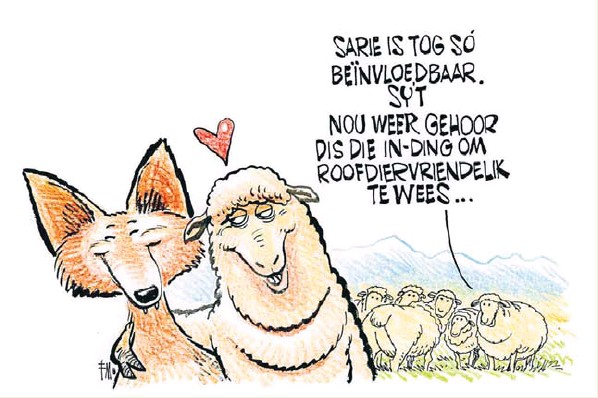 SARIE IS TOG SÓ
BEÏNVLOEDBAAR.
SY'T
NOU WEER GEHOOR
DIS DIE IN-DING OM
ROOFDIERVRIENDELIK
TE WEES...